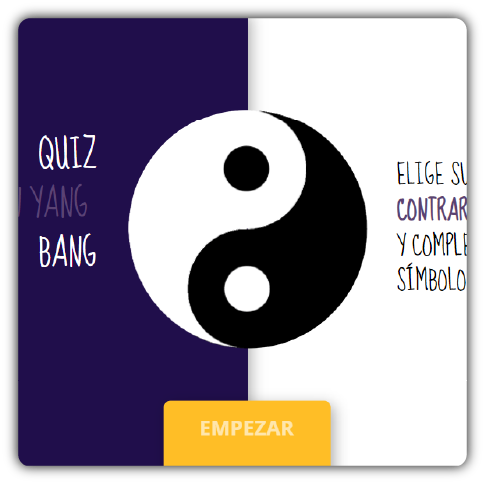 QUIZ
YANG
BANG
ELIGE SU
CONTRAR
Y COMPLE
SÍMBOLO
EMPEZAR